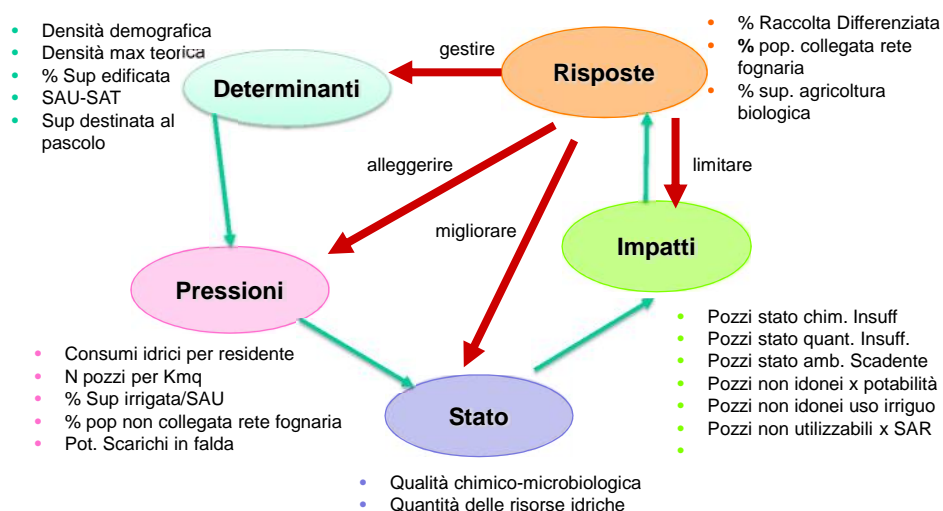 Densità demografica
Densità max teorica
% Sup edificata
SAU-SAT
Sup destinata al
pascolo
Determinanti
gestire
Risposte
% Raccolta Differenziata
% pop. collegata rete
fognaria
% sup. agricoltura
biologica
alleggerire
migliorare
limitare
Pressioni
Impatti
Consumi idrici per residente
N pozzi per Kmq
% Sup irrigata/SAU
% pop non collegata rete fognaria
Pot. Scarichi in falda
Stato
Pozzi stato chim. Insuff
Pozzi stato quant. Insuff.
Pozzi stato amb. Scadente
Pozzi non idonei x potabilità
Pozzi non idonei uso irriguo
Pozzi non utilizzabili x SAR
Qualità chimico-microbiologica
Quantità delle risorse idriche